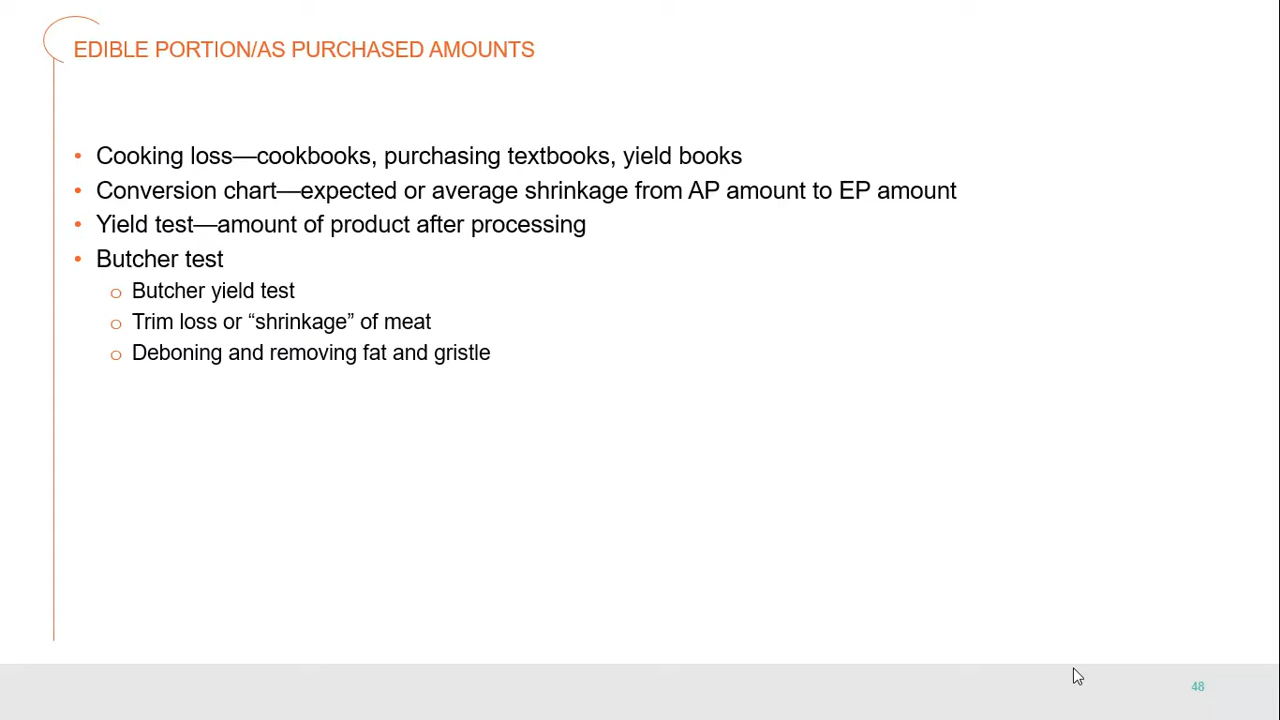 EDIBLE PORTION/AS PURCHASED AMOUNTS
• Cooking loss—cookbooks, purchasing textbooks, yield books
• Conversion chart—expected or average shrinkage from AP amount to EP amount
• Yield test—amount of product after processing
• Butcher test
o Butcher yield test
o Trim loss or “shrinkage” of meat
o Deboning and removing fat and gristle
48